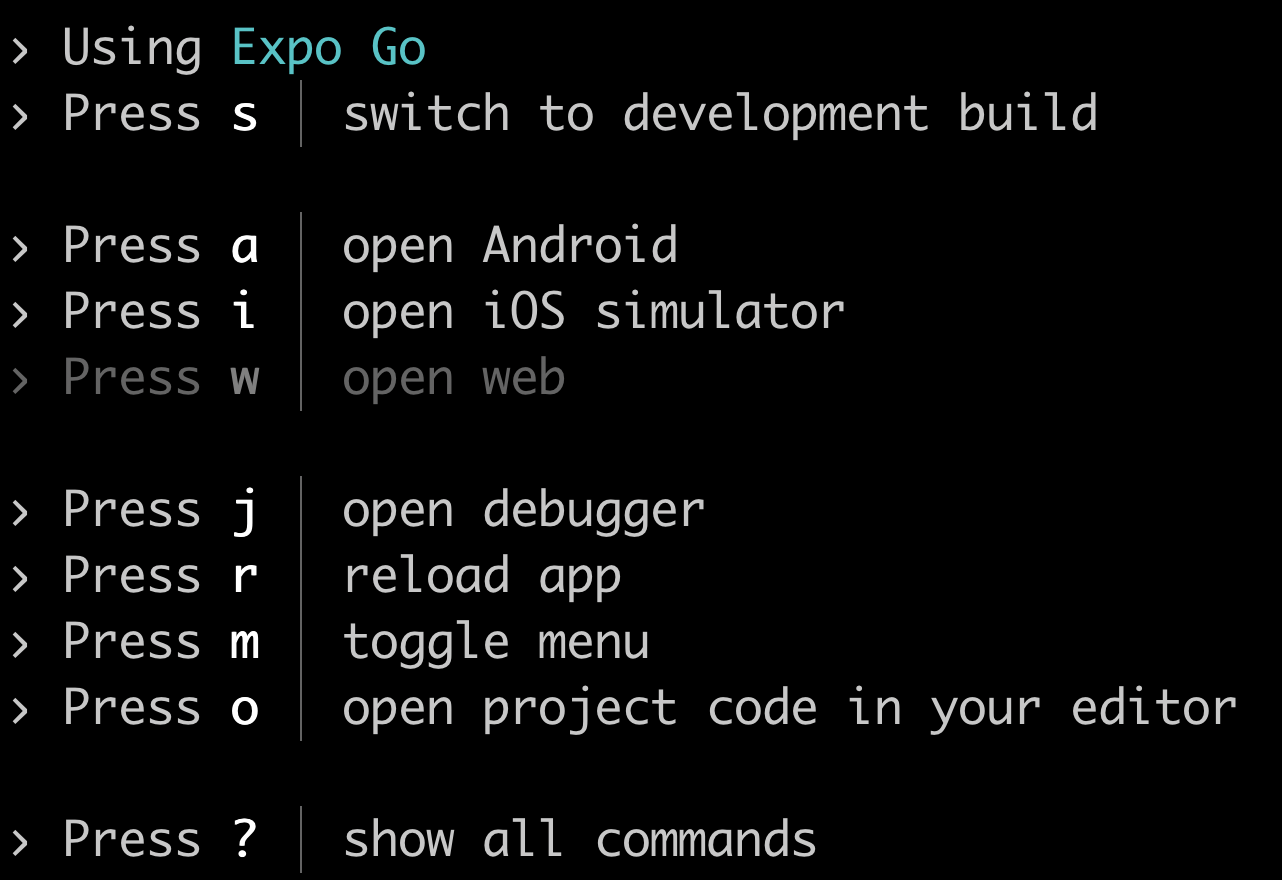 › Using Expo Go
› Press s │ switch to development build
› Press a │ open Android
› Press i │ open iOS simulator
› Press w │ open web
› Press j │ open debugger
› Press r │ reload app
› Press m │ toggle menu
› Press o │ open project code in your editor
› Press ? │ show all commands